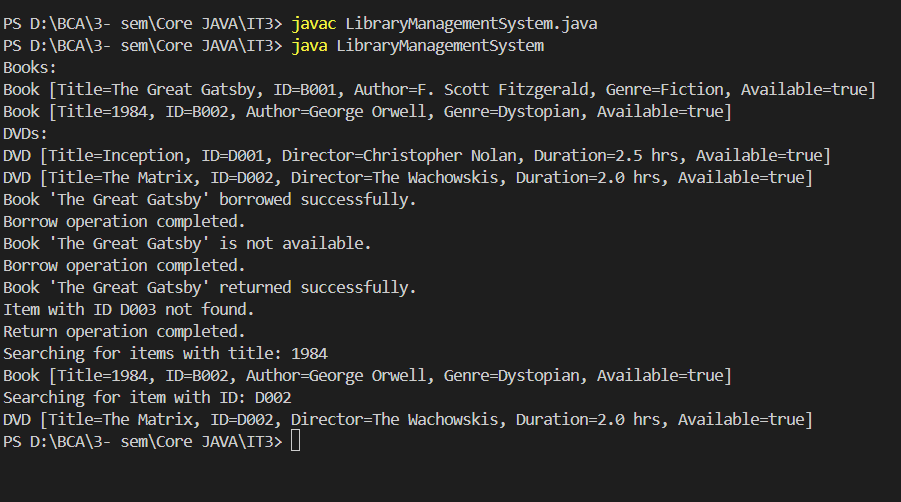 PS D:\BCA\3- sem\Core JAVA\IT3> javac LibraryManagementSystem.java
PS D:\BCA\3- sem\Core JAVA\IT3> java LibraryManagementSystem
Books:
Book [Title=The Great Gatsby, ID=B001, Author=F. Scott Fitzgerald, Genre=Fiction, Available=true]
Book [Title=1984, ID=B002, Author=George Orwell, Genre=Dystopian, Available=true]
DVDs:
DVD [Title=Inception, ID=D001, Director=Christopher Nolan, Duration=2.5 hrs, Available=true]
DVD [Title=The Matrix, ID=D002, Director=The Wachowskis, Duration=2.0 hrs, Available=true]
Book 'The Great Gatsby' borrowed successfully.
Borrow operation completed.
Book 'The Great Gatsby' is not available.
Borrow operation completed.
Book 'The Great Gatsby' returned successfully.
Item with ID D003 not found.
Return operation completed.
Searching for items with title: 1984
Book [Title=1984, ID=B002, Author=George Orwell, Genre=Dystopian, Available=true]
Searching for item with ID: D002
DVD [Title=The Matrix, ID=D002, Director=The Wachowskis, Duration=2.0 hrs, Available=true]
PS D:\BCA\3- sem\Core JAVA\IT3>